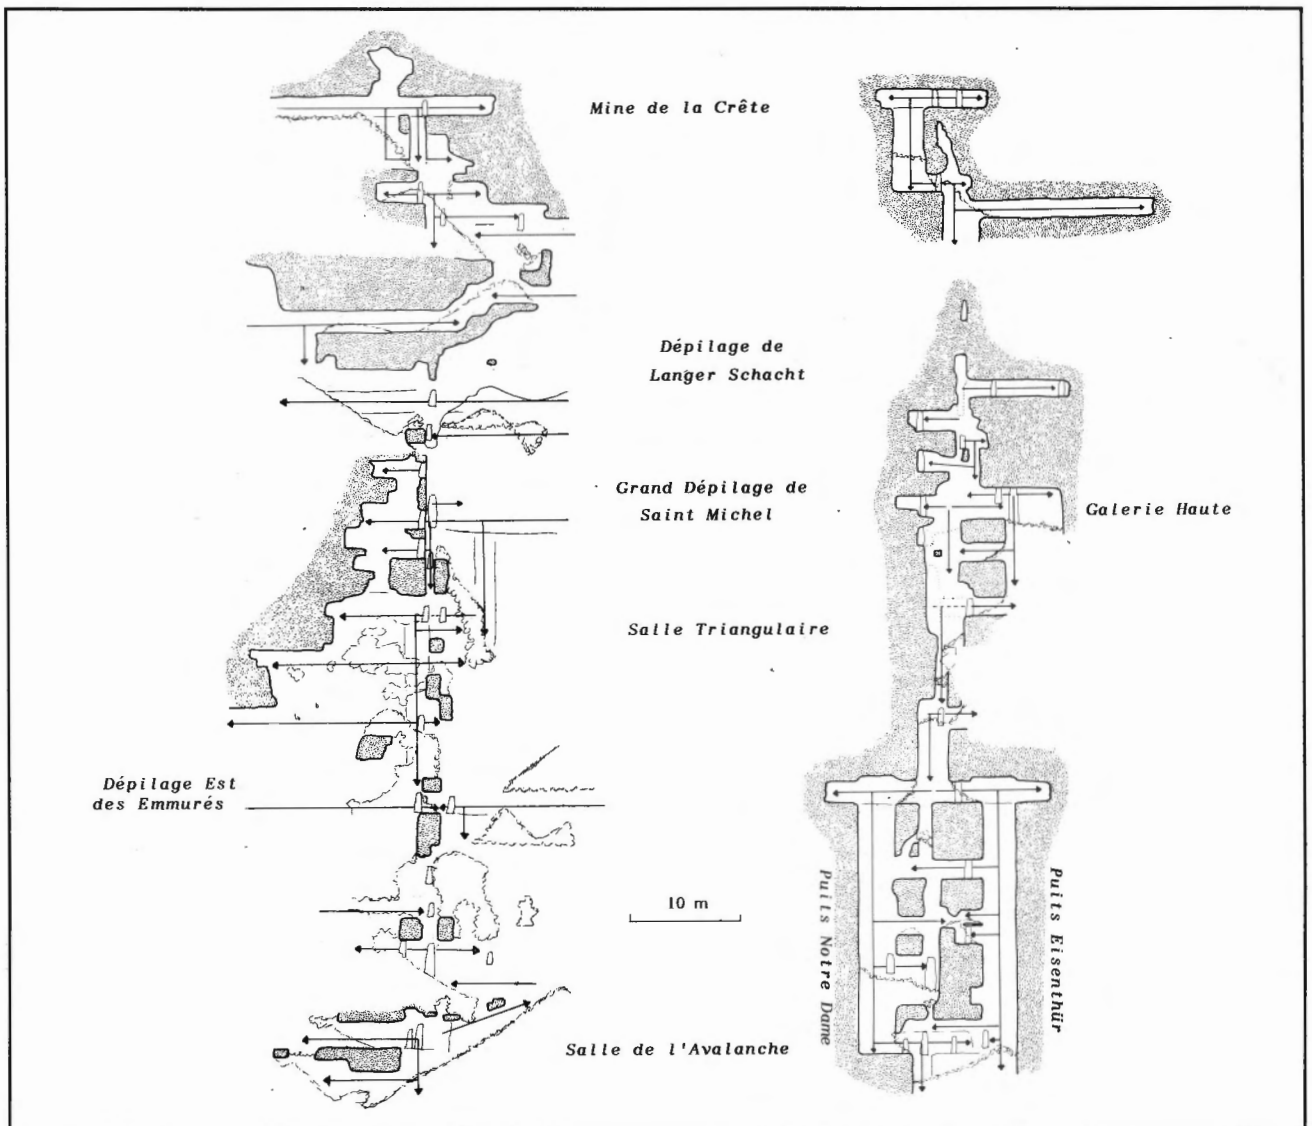 Mine de la Crête
Dépilage de
Langer Schacht
Grand Dépilage de
Saint Michel
Galerie Haute
Salle Triangulaire
Dépilage Est
des Emmurés
10 m
Puits Notre Dame
Puits Eisenthür
Salle de l'Avalanche